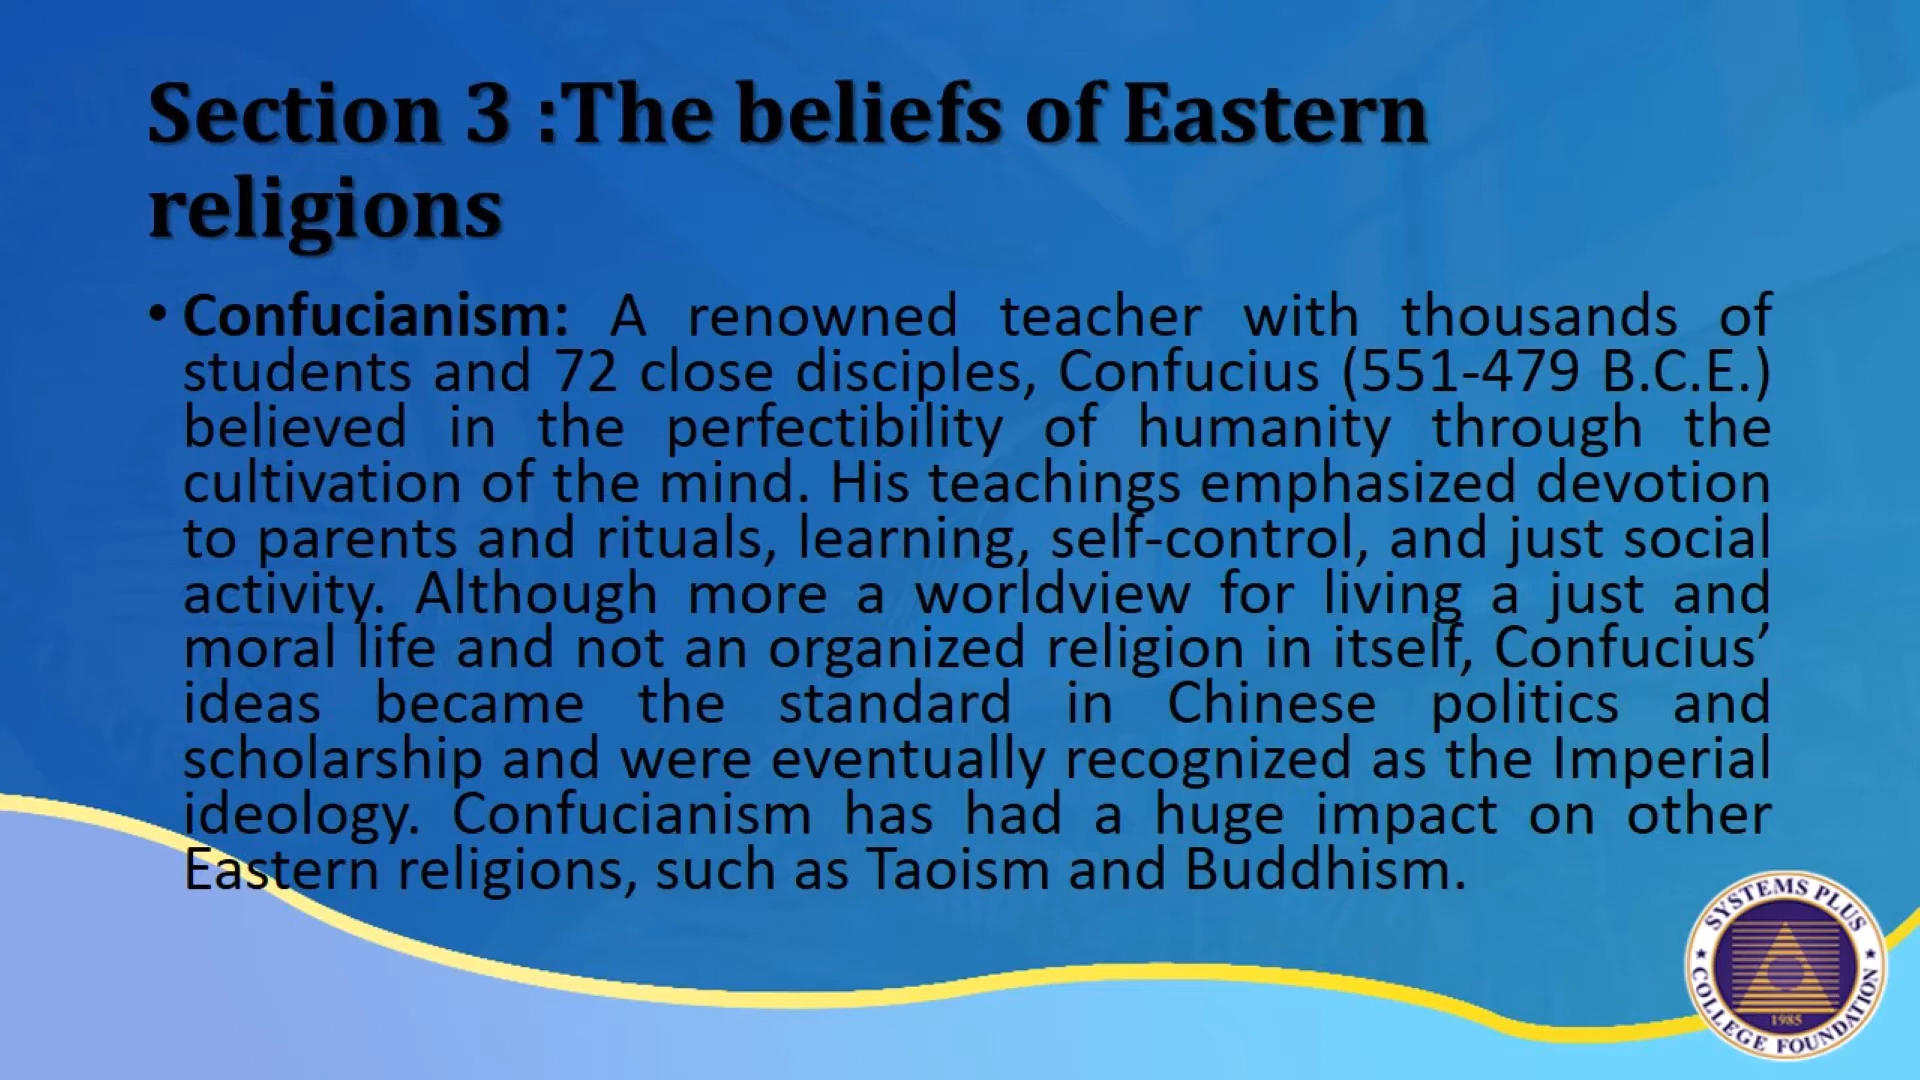 Section 3 :The beliefs of Eastern
religions
• Confucianism: A renowned teacher with thousands of
students and 72 close disciples, Confucius (551-479 B.C.E.)
believed in the perfectibility of humanity through the
cultivation of the mind. His teachings emphasized devotion
to parents and rituals, learning, self-control, and just social
activity. Although more a worldview for living a just and
moral life and not an organized religion in itself, Confucius’
ideas became the standard in Chinese politics and
scholarship and were eventually recognized as the Imperial
ideology. Confucianism has had a huge impact on other
Eastern religions, such as Taoism and Buddhism.
SYSTEMS PLUS
COLLEGE FOUNDATION
1985